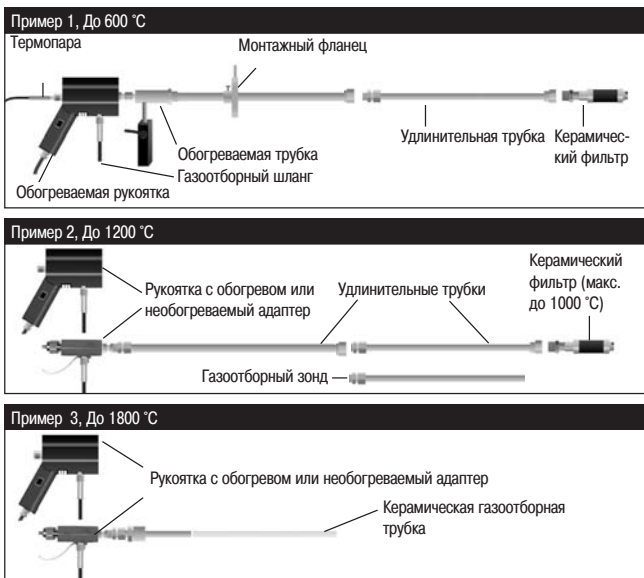 Пример 1, До 600 ˚C
Термопара
Монтажный фланец
Удлинительная трубка
Керамичес-
кий фильтр
Обогреваемая трубка
Газоотборный шланг
Обогреваемая рукоятка
Пример 2, До 1200 ˚C
Рукоятка с обогревом или
необогреваемый адаптер
Удлинительные трубки
Керамический
фильтр (макс.
до 1000 °C)
Газоотборный зонд
Пример 3, До 1800 ˚C
Рукоятка с обогревом или необогреваемый адаптер
Керамическая газоотборная
трубка